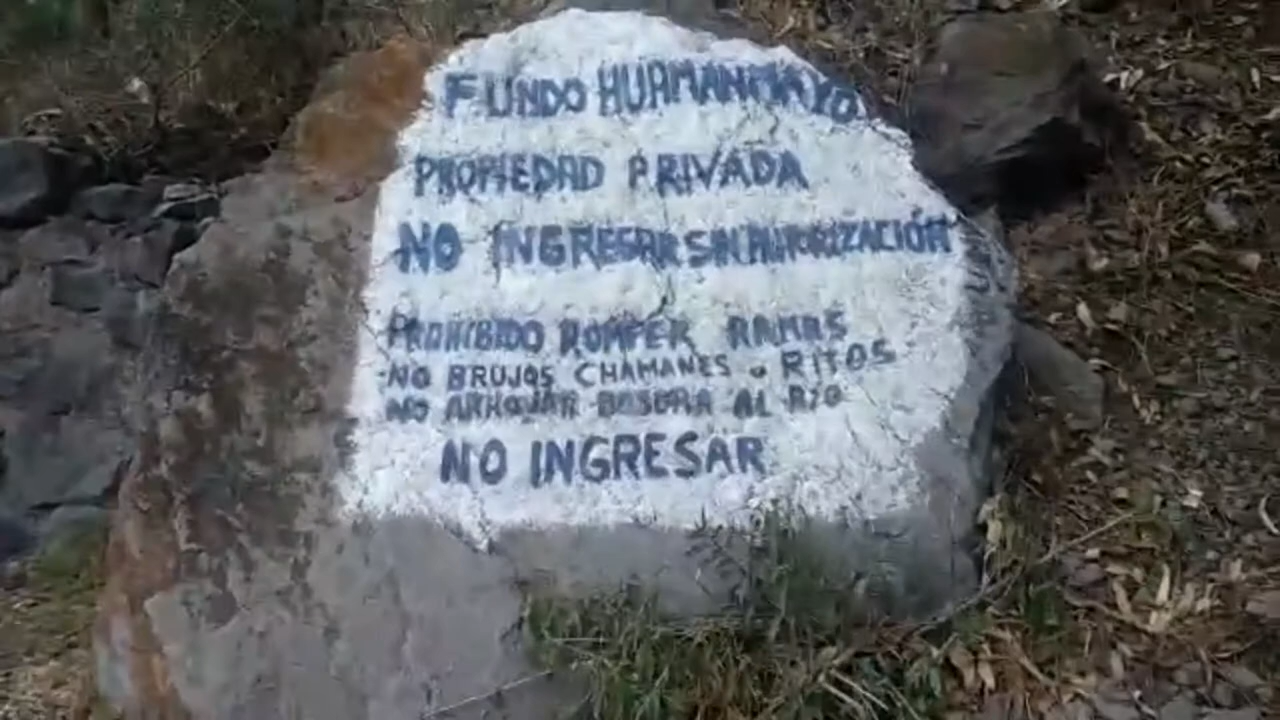 FUNDO HUAMANMAYO
PROPIEDAD PRIVADA
NO INGRESAR SIN AUTORIZACIÓN
PROHIBIDO ROMPER RAMAS
NO BRUJOS CHAMANES o RITOS
NO ARROJAR BASURA AL RIO
NO INGRESAR